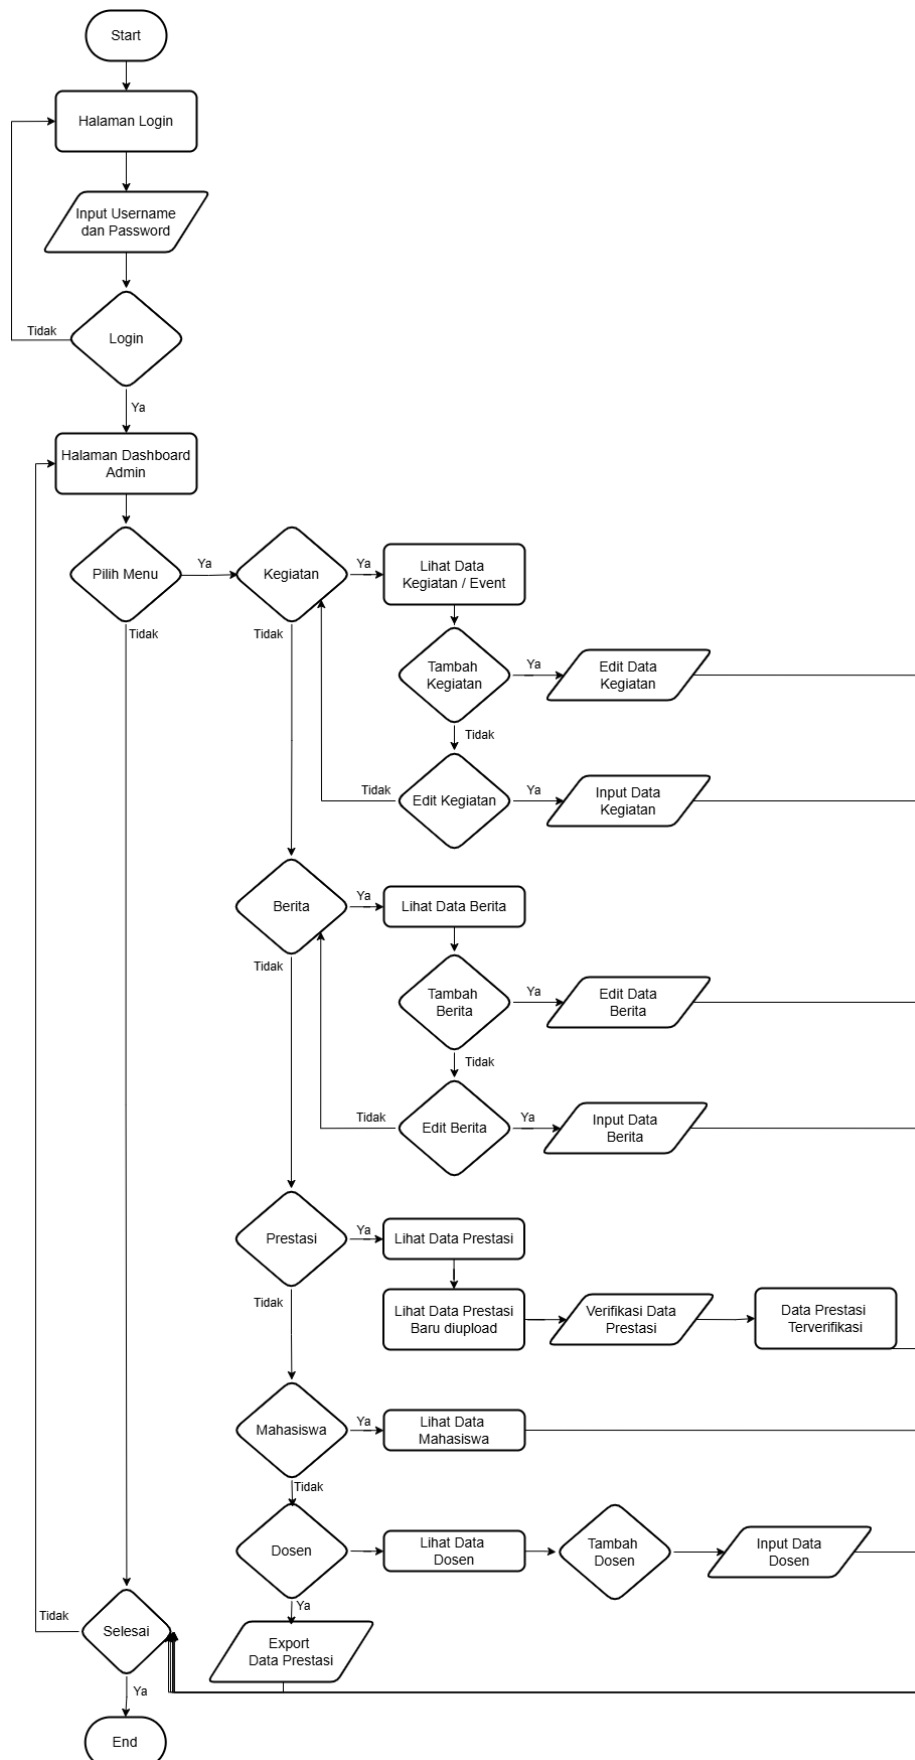 Start
Halaman Login
Input Username
dan Password
Login
Tidak
Ya
Halaman Dashboard
Admin
Pilih Menu
Ya
Tidak
Kegiatan
Ya
Tidak
Lihat Data
Kegiatan / Event
Tambah
Kegiatan
Ya
Edit Data
Kegiatan
Tidak
Edit Kegiatan
Tidak
Ya
Input Data
Kegiatan
Berita
Ya
Lihat Data Berita
Tidak
Tambah
Berita
Ya
Edit Data
Berita
Tidak
Edit Berita
Tidak
Ya
Input Data
Berita
Prestasi
Ya
Lihat Data Prestasi
Tidak
Lihat Data Prestasi
Baru diupload
Verifikasi Data
Prestasi
Data Prestasi
Terverifikasi
Mahasiswa
Ya
Lihat Data
Mahasiswa
Tidak
Dosen
Lihat Data
Dosen
Tambah
Dosen
Input Data
Dosen
Ya
Export
Data Prestasi
Selesai
Tidak
Ya
End